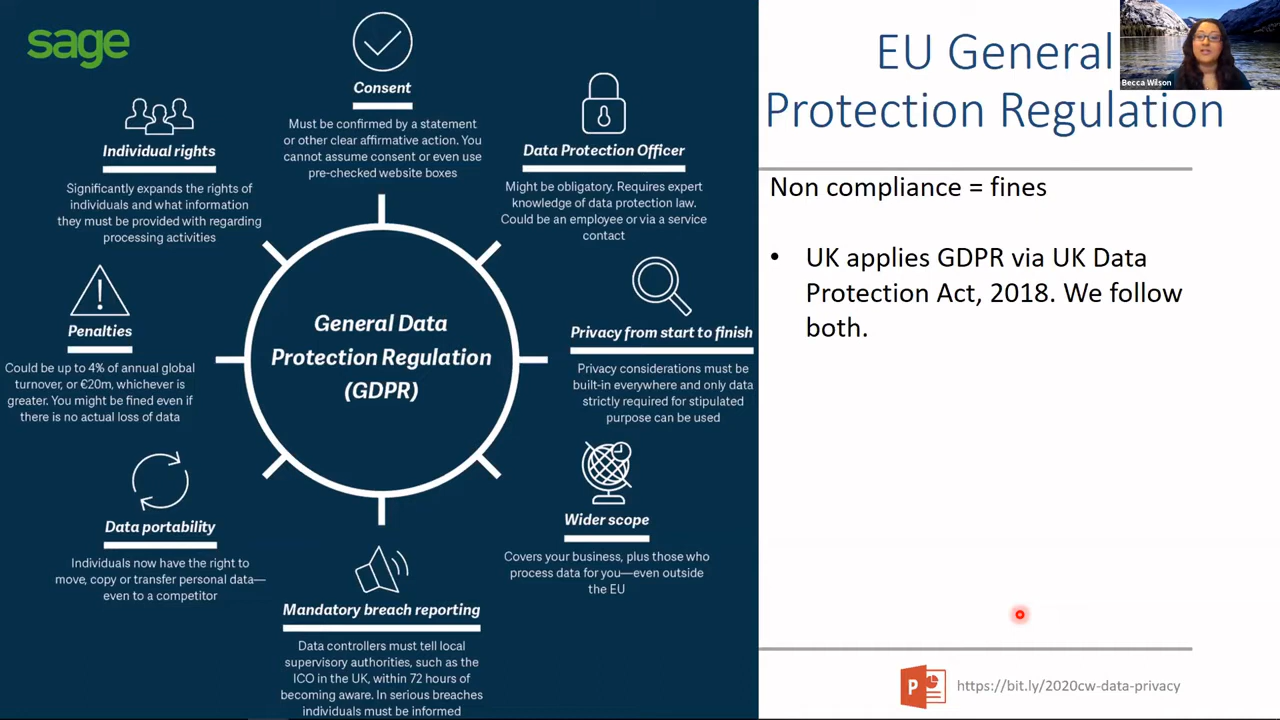 sage
Consent
Must be confirmed by a statement
or other clear affirmative action. You
cannot assume consent or even use
pre-checked website boxes
Individual rights
Significantly expands the rights of
individuals and what information
they must be provided with regarding
processing activities
Data Protection Officer
Might be obligatory. Requires expert
knowledge of data protection law.
Could be an employee or via a service
contact
Penalties
Could be up to 4% of annual global
turnover, or €20m, whichever is
greater. You might be fined even if
there is no actual loss of data
General Data
Protection Regulation
(GDPR)
Privacy from start to finish
Privacy considerations must be
built-in everywhere and only data
strictly required for stipulated
purpose can be used
Data portability
Individuals now have the right to
move, copy or transfer personal data—
even to a competitor
Wider scope
Covers your business, plus those who
process data for you—even outside
the EU
Mandatory breach reporting
Data controllers must tell local
supervisory authorities, such as the
ICO in the UK, within 72 hours of
becoming aware. In serious breaches
individuals must be informed
EU General
Protection Regulation
Becca Wilson
Non compliance = fines
• UK applies GDPR via UK Data
Protection Act, 2018. We follow
both.
P
https://bit.ly/2020cw-data-privacy